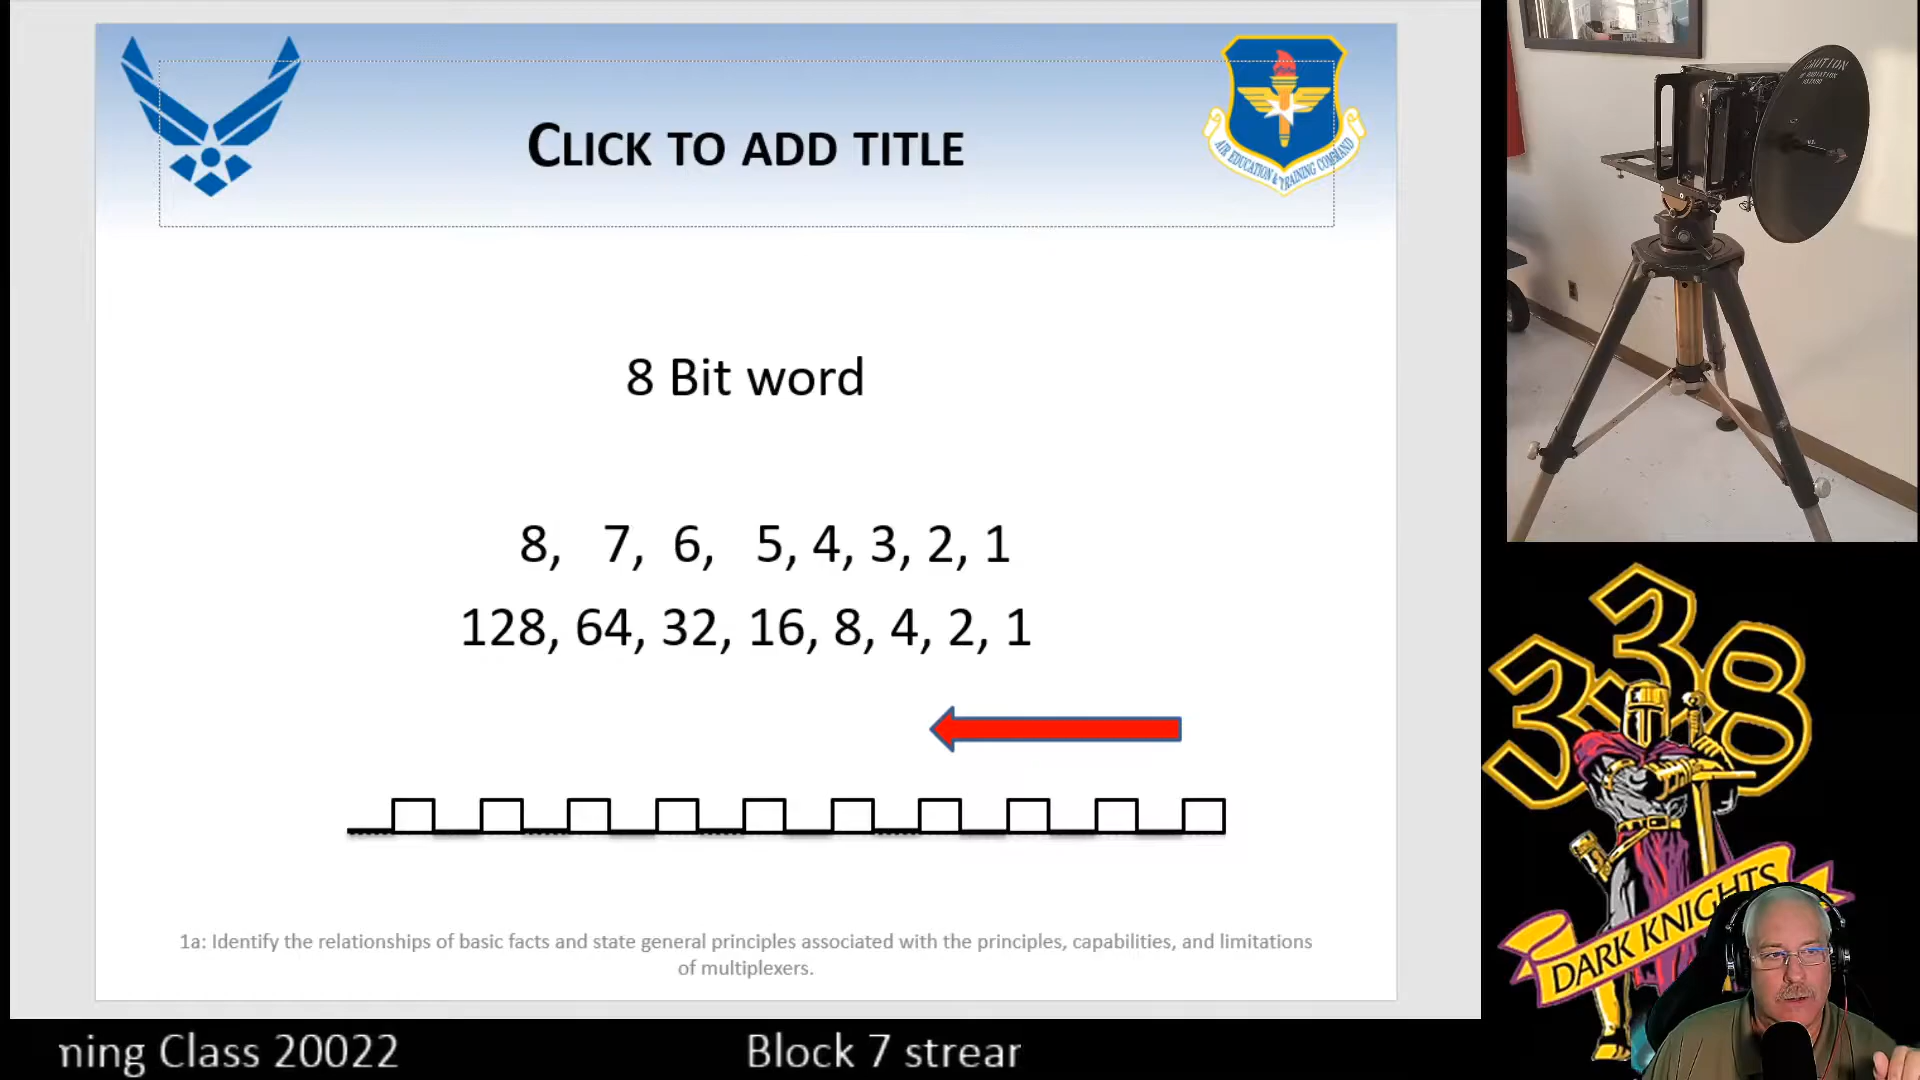 CLICK TO ADD TITLE
AIR EDUCATION & TRAINING COMMAND
8 Bit word
8, 7, 6, 5, 4, 3, 2, 1
128, 64, 32, 16, 8, 4, 2, 1
1a: Identify the relationships of basic facts and state general principles associated with the principles, capabilities, and limitations
of multiplexers.
CAUTION
RADIATION
338
DARK KNIGHTS
ning Class 20022
Block 7 strear